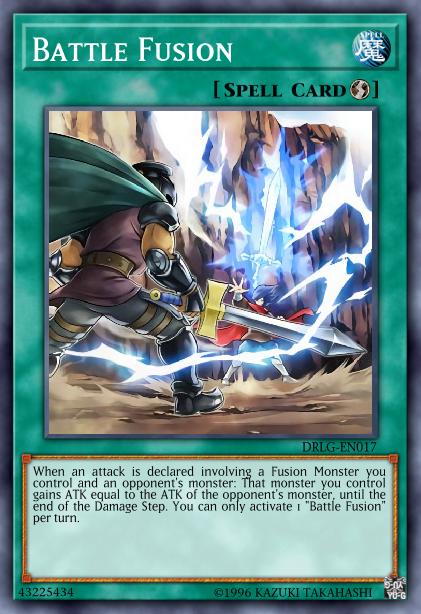 Battle Fusion
SPELL
魔
[Spell Card]
DRLG-EN017
When an attack is declared involving a Fusion Monster you
control and an opponent's monster: That monster you control
gains ATK equal to the ATK of the opponent's monster, until the
end of the Damage Step. You can only activate 1 "Battle Fusion"
per turn.
43225434
©1996 KAZUKI TAKAHASHI